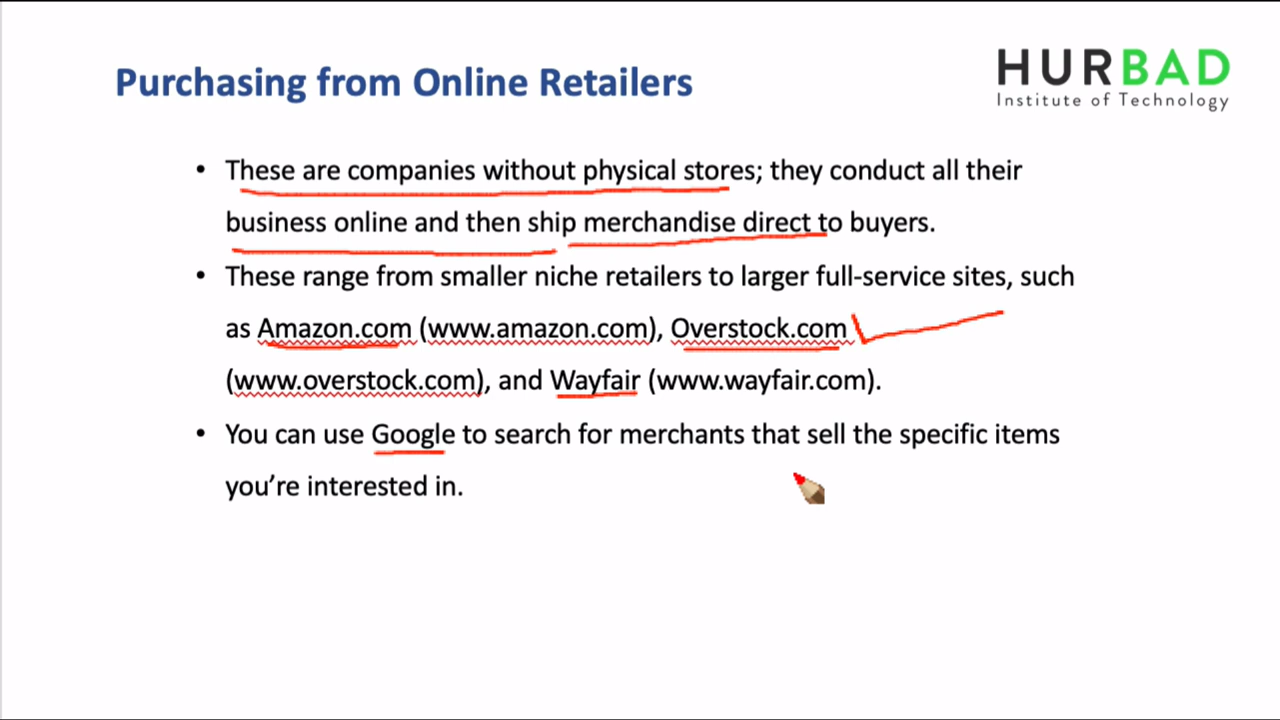 Purchasing from Online Retailers
HURBAD
Institute of Technology
• These are companies without physical stores; they conduct all their
business online and then ship merchandise direct to buyers.
• These range from smaller niche retailers to larger full-service sites, such
as Amazon.com (www.amazon.com), Overstock.com
(www.overstock.com), and Wayfair (www.wayfair.com).
• You can use Google to search for merchants that sell the specific items
you’re interested in.